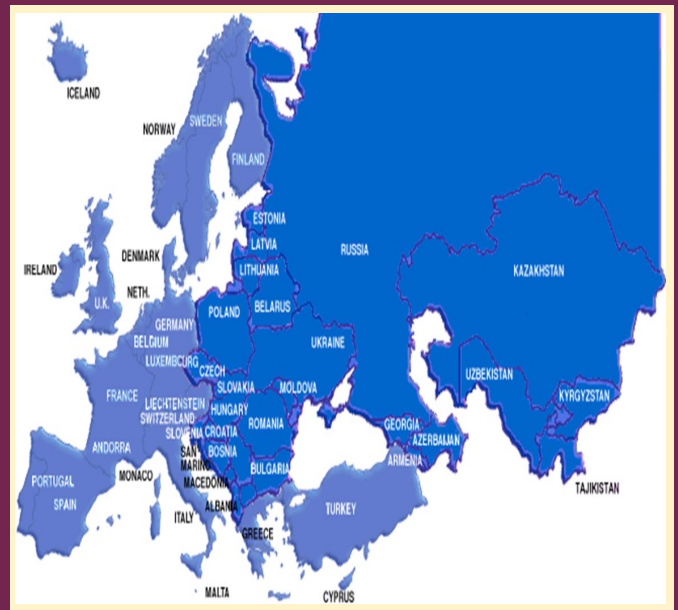 ICELAND
NORWAY
SWEDEN
FINLAND
ESTONIA
LATVIA
LITHUANIA
RUSSIA
KAZAKHSTAN
IRELAND
U.K.
DENMARK
NETH.
POLAND
BELARUS
GERMANY
BELGIUM
LUXEMBOURG
CZECH
UKRAINE
SLOVAKIA
MOLDOVA
UZBEKISTAN
KYRGYZSTAN
FRANCE
LIECHTENSTEIN
SWITZERLAND
HUNGARY
SLOVENIA
CROATIA
ROMANIA
GEORGIA
AZERBAIJAN
ARMENIA
ANDORRA
SAN
MARINO
BOSNIA
BULGARIA
MONACO
MACEDONIA
TAJIKISTAN
PORTUGAL
SPAIN
ITALY
ALBANIA
GREECE
TURKEY
MALTA
CYPRUS